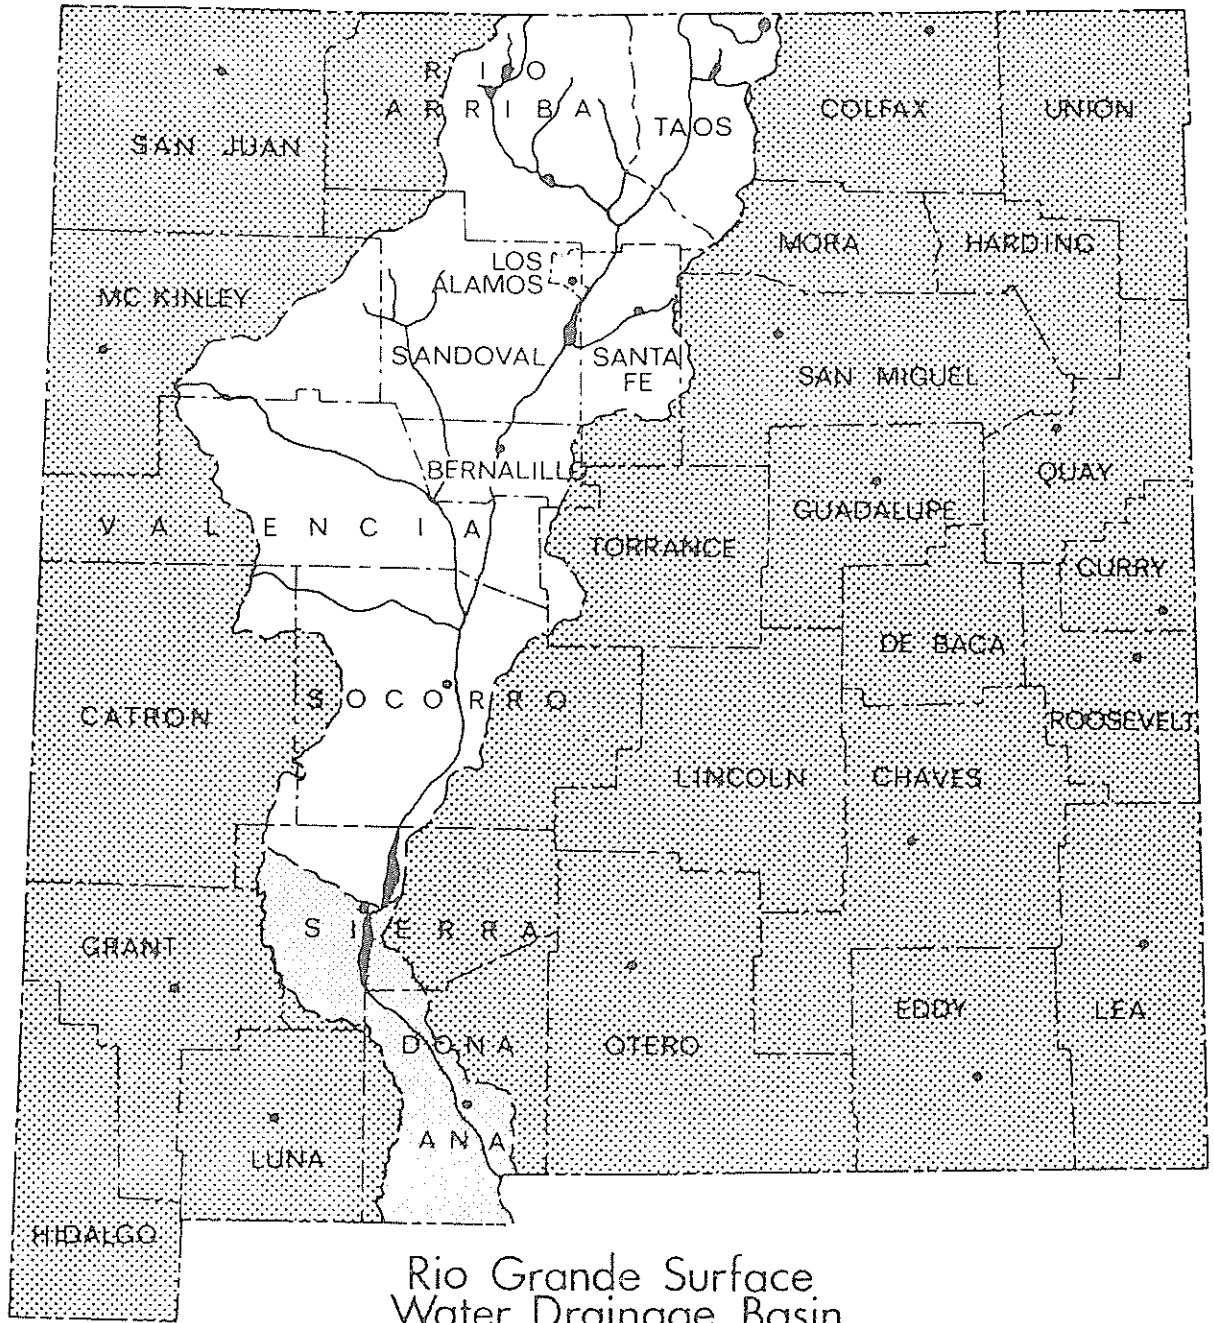 RIO
ARRIBA
TAOS
COLFAX
UNION
SAN JUAN
MORA
HARDING
LOS
ALAMOS
MC KINLEY
SANDOVAL
SANTA
FE
SAN MIGUEL
BERNALILLO
QUAY
GUADALUPE
VALENCIA
TORRANCE
CURRY
DE BACA
SOCORRO
CATRON
ROOSEVELT
LINCOLN
CHAVES
SIERRA
GRANT
EDDY
LEA
DONA
OTERO
ANA
LUNA
HIDALGO
Rio Grande Surface
Water Drainage Basin